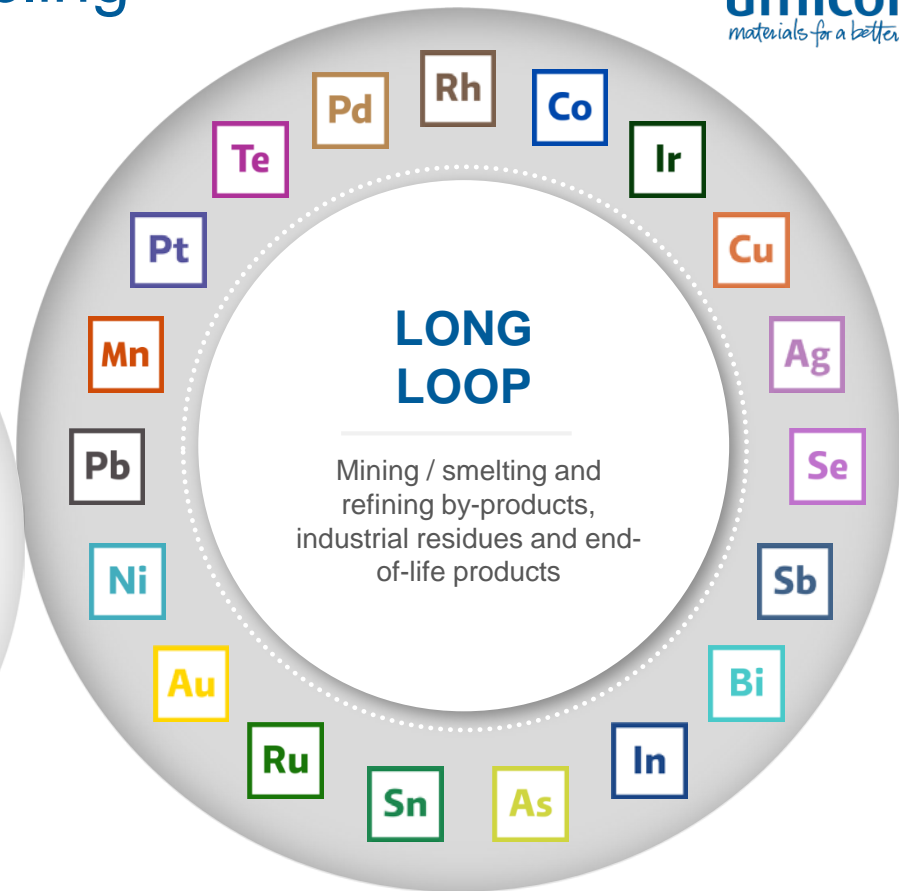 umicor
materials for a better
Rh
Co
Ir
Cu
Ag
Se
Sb
Bi
In
As
Sn
Ru
Au
Ni
Pb
Mn
Pt
Te
Pd
LONG
LOOP
Mining / smelting and
refining by-products,
industrial residues and end-
of-life products